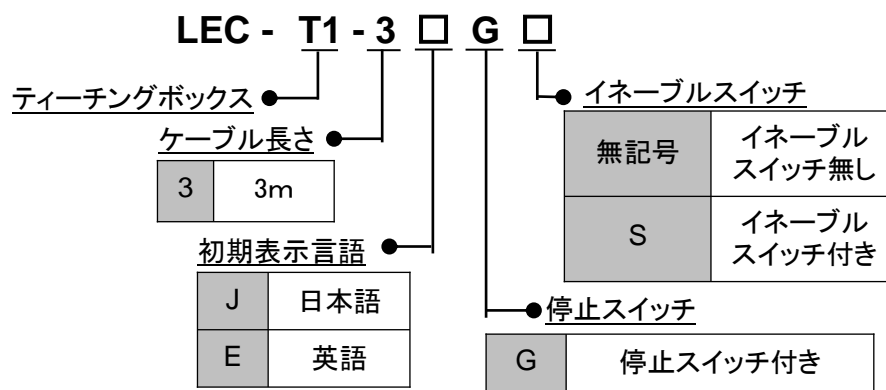 LEC - T1 - 3 □ G □
ティーチングボックス
イネーブルスイッチ
無記号 イネーブル
スイッチ無し
S イネーブル
スイッチ付き
ケーブル長さ
3 3m
初期表示言語
J 日本語
E 英語
停止スイッチ
G 停止スイッチ付き